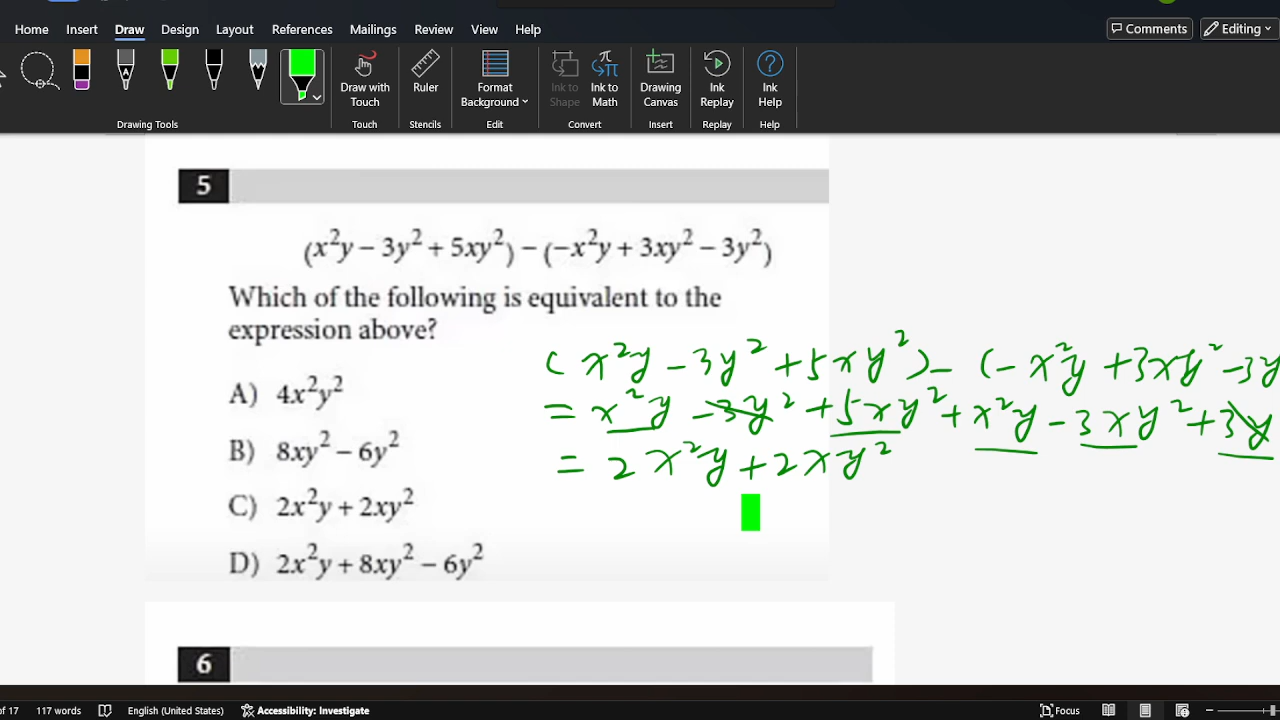 Home Insert Draw Design Layout References Mailings Review View Help Comments Editing
Draw with Touch Ruler Format Background Ink to Shape Ink to Math Drawing Canvas Ink Replay Ink Help
Drawing Tools Touch Stencils Edit Convert Insert Replay Help
5
(x²y – 3y² + 5xy²) – (–x²y + 3xy² – 3y²)
Which of the following is equivalent to the
expression above?
(x²y - 3y² + 5xy²) - (-x²y + 3xy² - 3y
A) 4x²y²
= x²y - 3y² + 5xy² + x²y - 3xy² + 3y
B) 8xy² – 6y²
= 2x²y + 2xy²
C) 2x²y + 2xy²
D) 2x²y + 8xy² – 6y²
6
of 17 117 words English (United States) Accessibility: Investigate Focus